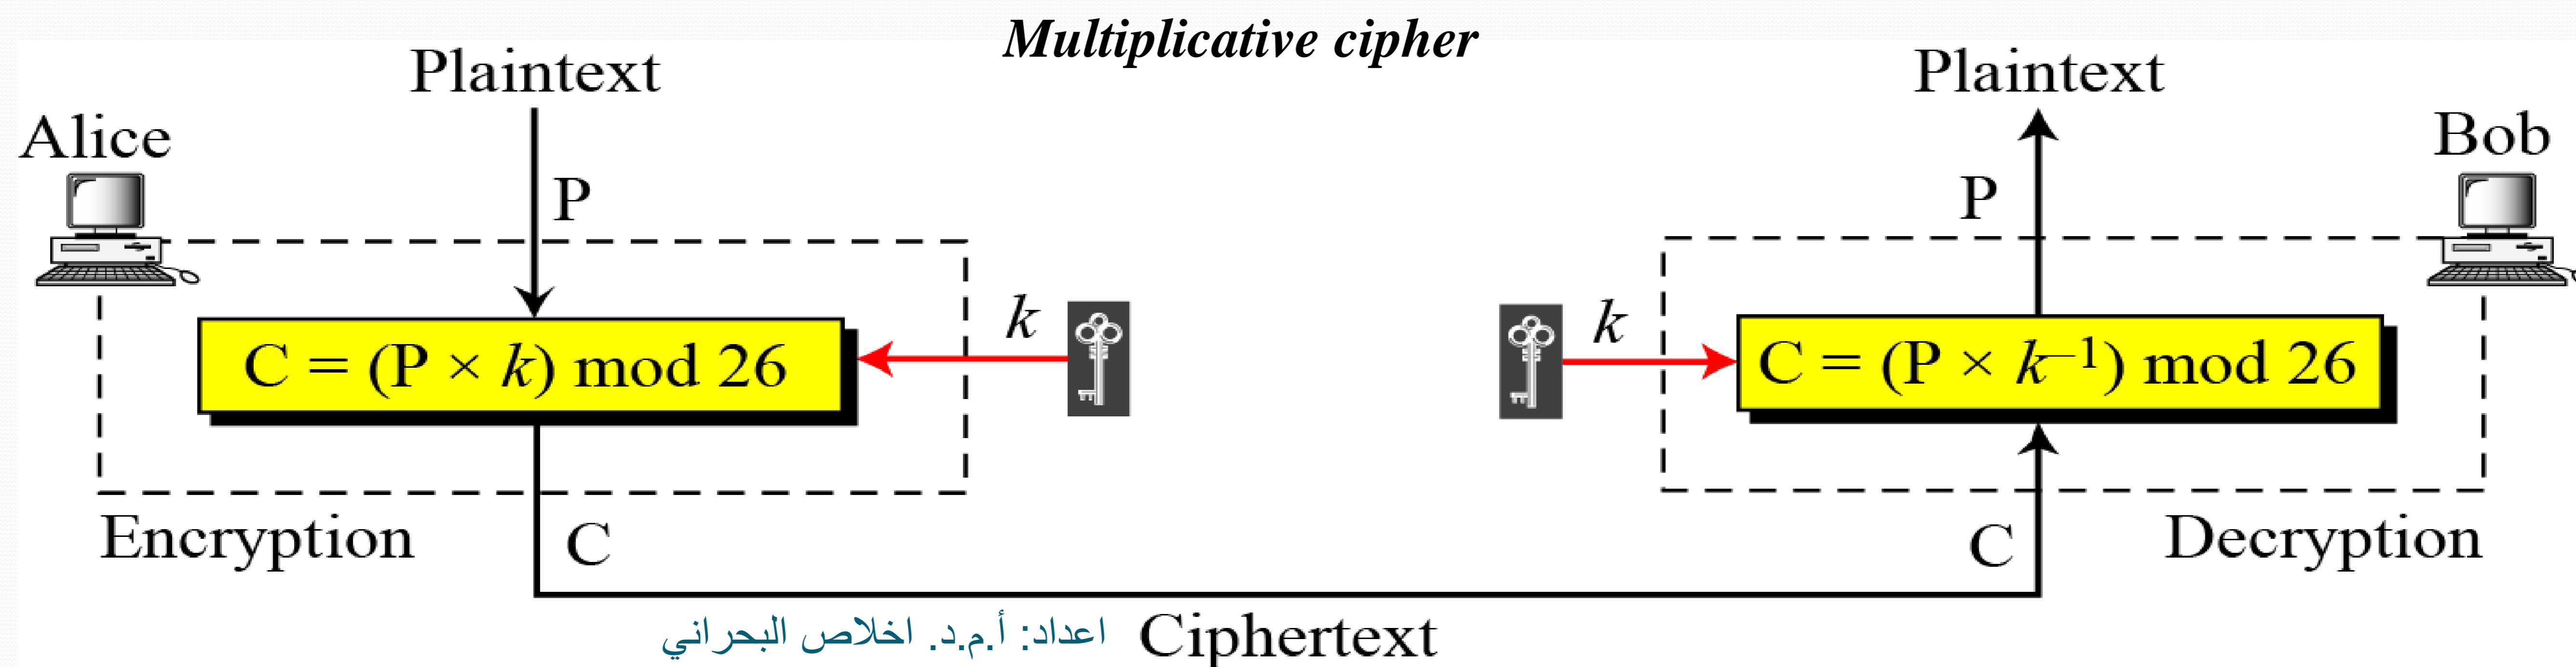 Multiplicative cipher
Plaintext
Plaintext
Alice
Bob
P
P
k
k
C = (P × k) mod 26
C = (P × k⁻¹) mod 26
Encryption
C
C
Decryption
اعداد: أ.م.د. اخلاص البحراني
Ciphertext